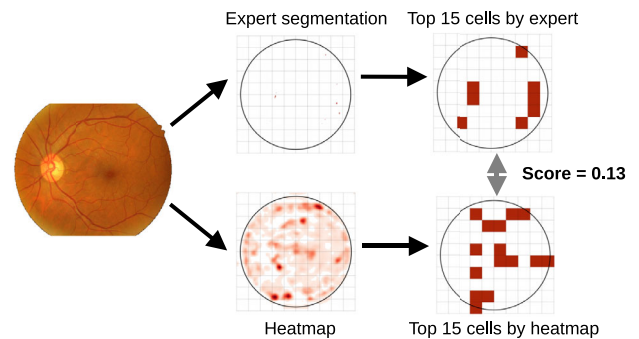 Expert segmentation
Top 15 cells by expert
Score = 0.13
Heatmap
Top 15 cells by heatmap